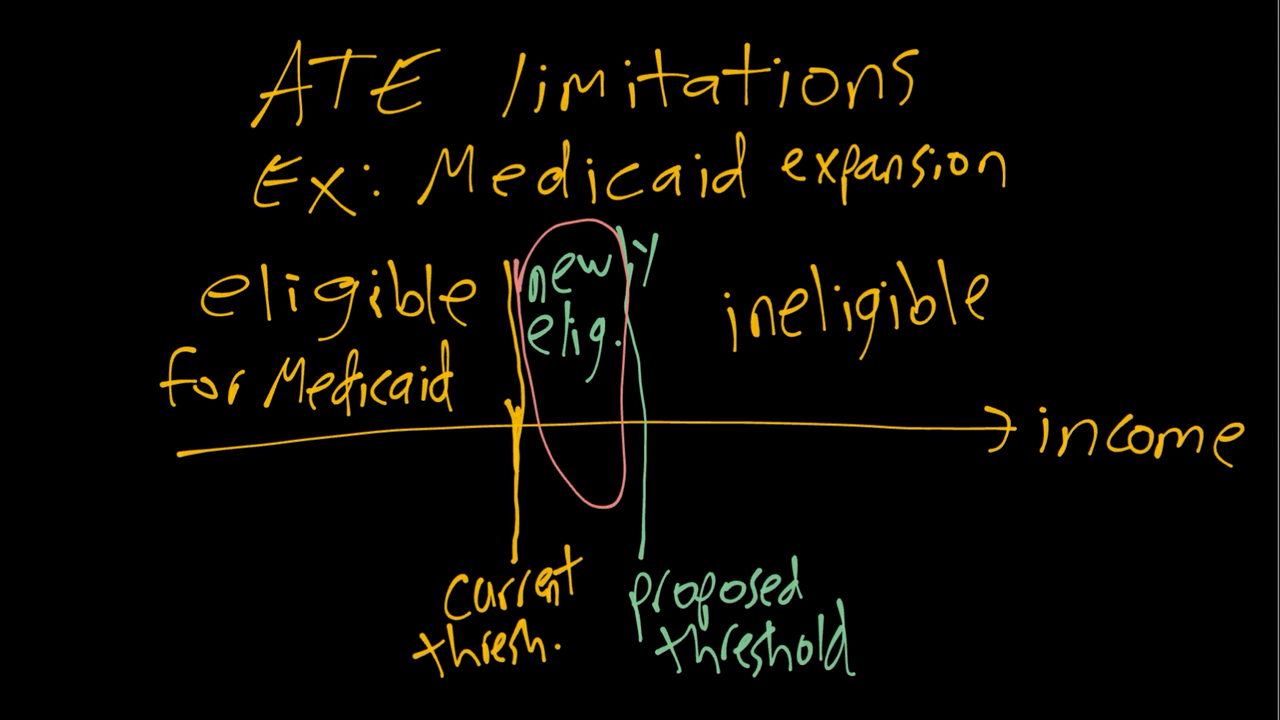 ATE limitations
Ex: Medicaid expansion
eligible
for Medicaid
newly
elig.
ineligible
income
current
thresh.
proposed
threshold